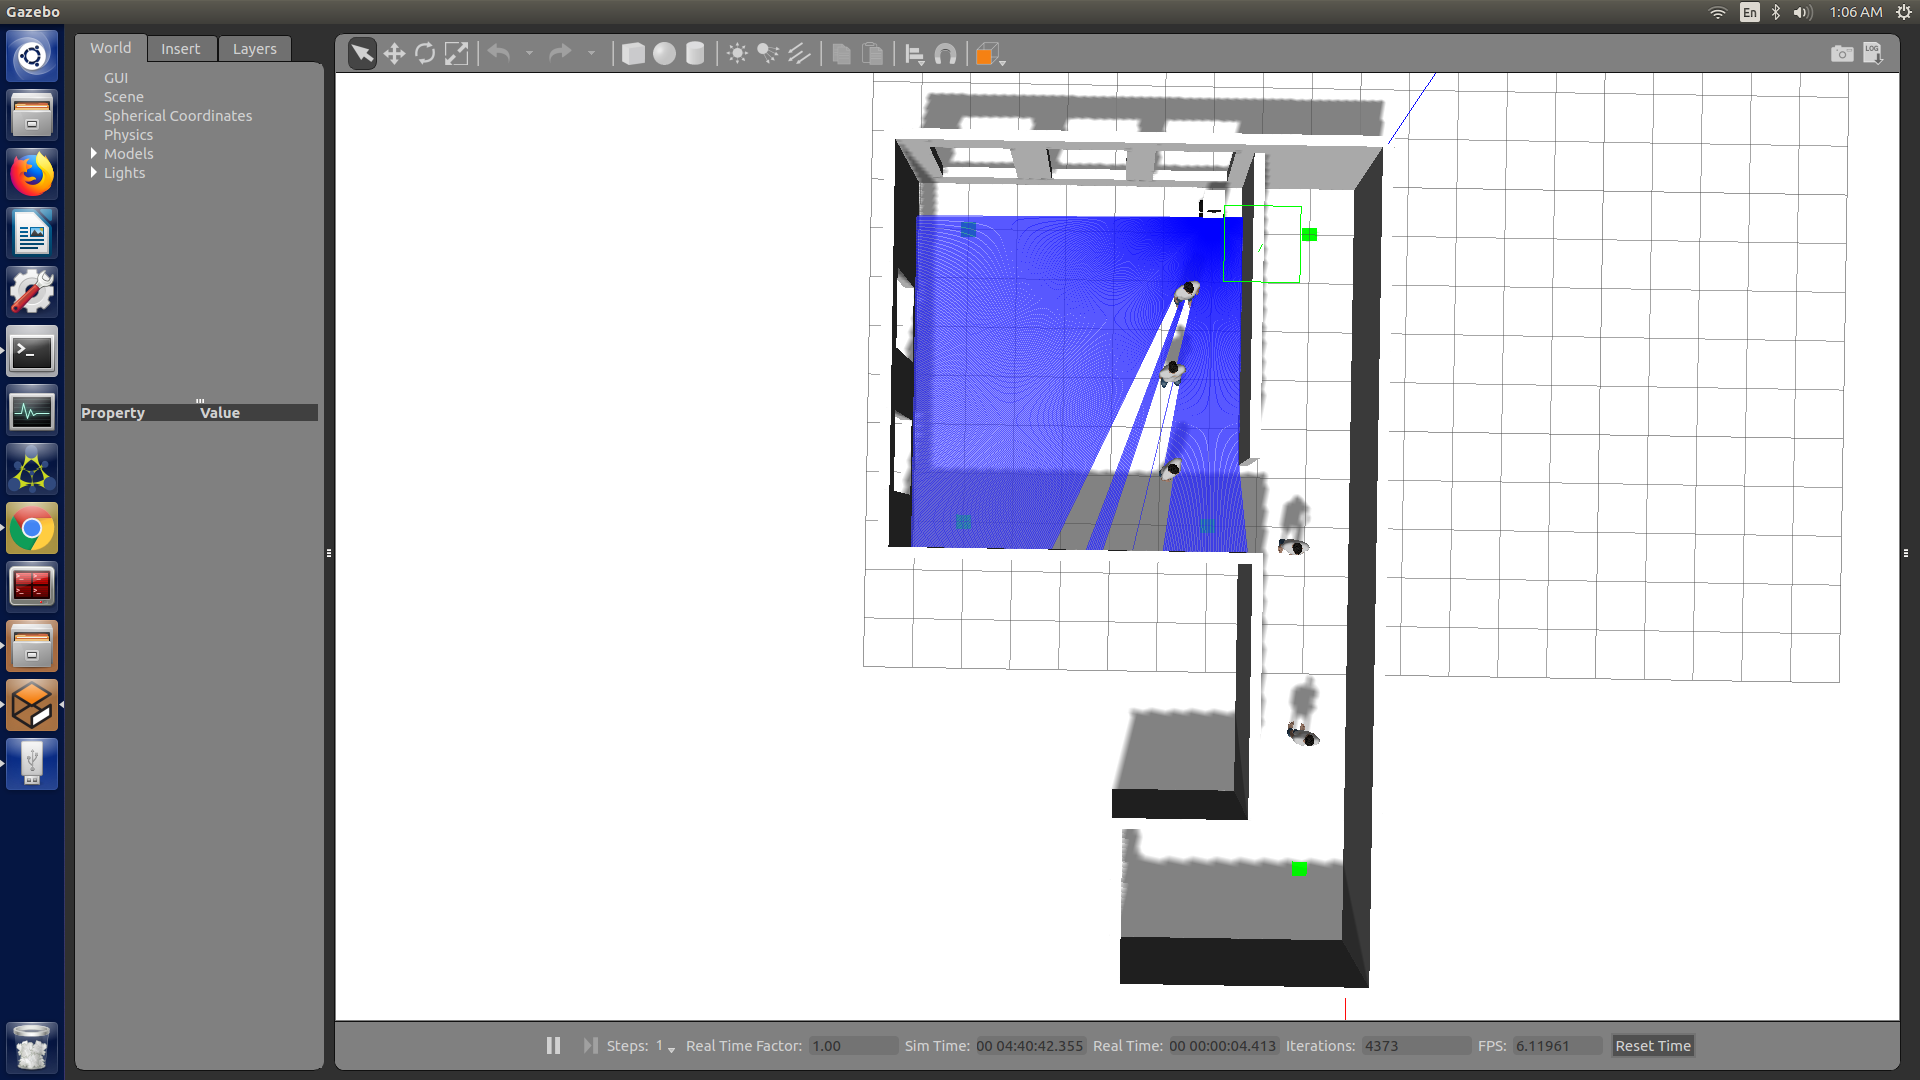 Gazebo
En
1:06 AM
World
Insert
Layers
GUI
Scene
Spherical Coordinates
Physics
Models
Lights
Property
Value
LOG
Steps: 1
Real Time Factor: 1.00
Sim Time: 00 04:40:42.355
Real Time: 00 00:00:04.413
Iterations: 4373
FPS: 6.11961
Reset Time